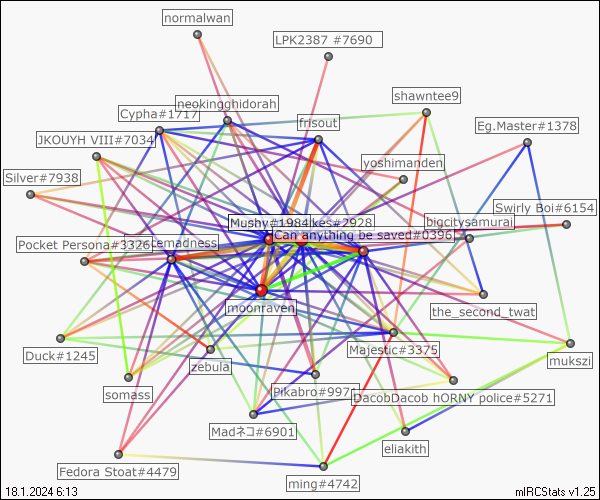 normalwan
LPK2387 #7690
shawntee9
neokingghidorah
Cypha#1717
frisout
Eg.Master#1378
JKOUYH VIII#7034
yoshimanden
Silver#7938
Swirly Boi#6154
Mushy#1984
kes#2928
bigcitysamurai
Can anything be saved#0396
Pocket Persona#3326
temadness
moonraven
the_second_twat
Majestic#3375
Duck#1245
zebula
mukszi
somass
Pikabro#997
DacobDacob hORNY police#5271
Madネコ#6901
eliakith
Fedora Stoat#4479
ming#4742
18.1.2024 6:13
mIRCStats v1.25